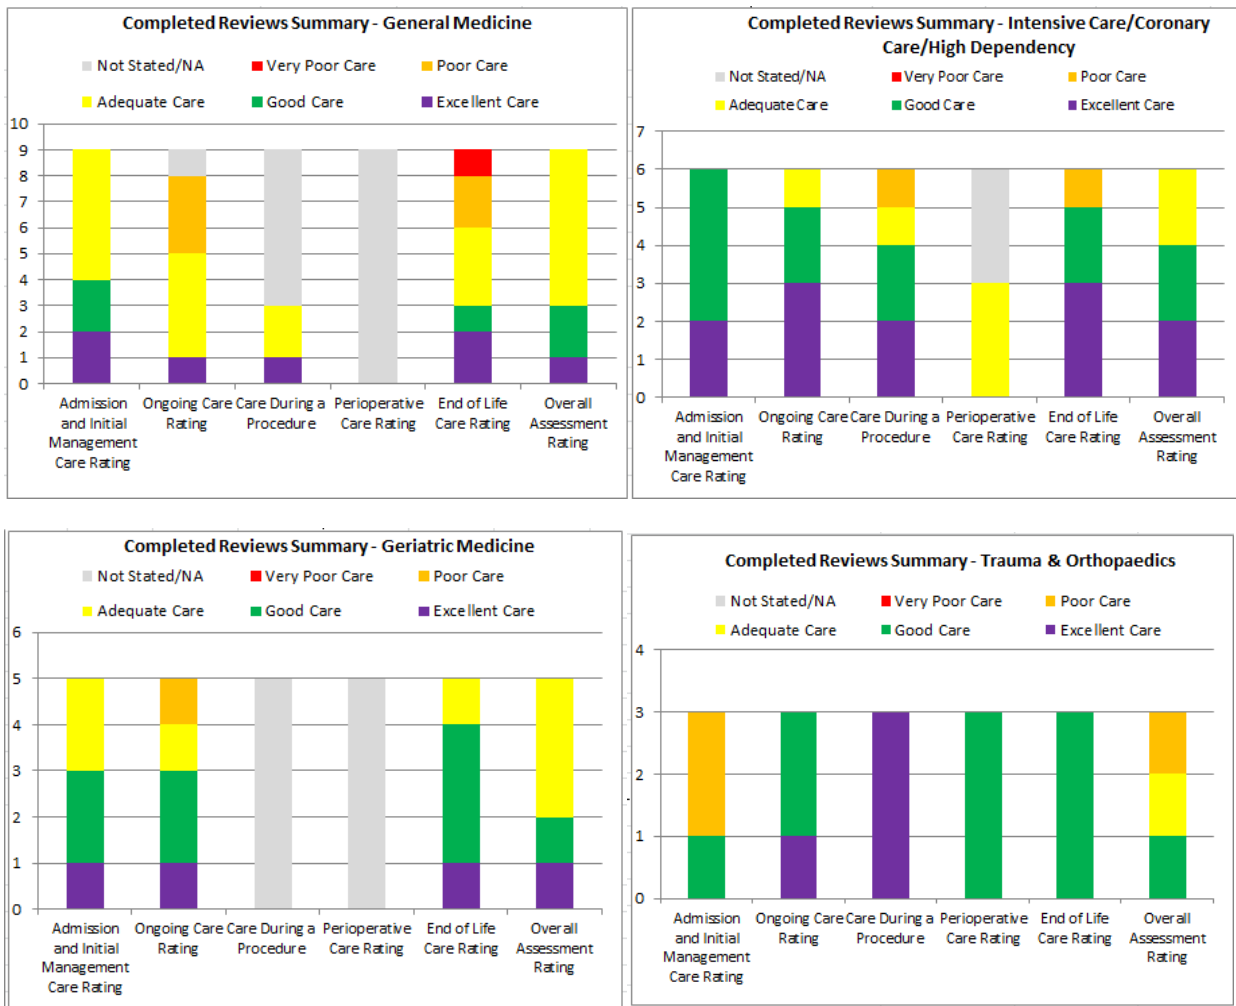 Completed Reviews Summary - General Medicine
Not Stated/NA Very Poor Care Poor Care
Adequate Care Good Care Excellent Care
10
9
8
7
6
5
4
3
2
1
0
Admission and Initial Management Care Rating
Ongoing Care Rating
Care During a Procedure
Perioperative Care Rating
End of Life Care Rating
Overall Assessment Rating
Completed Reviews Summary - Intensive Care/Coronary
Care/High Dependency
Not Stated/NA Very Poor Care Poor Care
Adequate Care Good Care Excellent Care
7
6
5
4
3
2
1
0
Admission and Initial Management Care Rating
Ongoing Care Rating
Care During a Procedure
Perioperative Care Rating
End of Life Care Rating
Overall Assessment Rating
Completed Reviews Summary - Geriatric Medicine
Not Stated/NA Very Poor Care Poor Care
Adequate Care Good Care Excellent Care
6
5
4
3
2
1
0
Admission and Initial Management Care Rating
Ongoing Care Rating
Care During a Procedure
Perioperative Care Rating
End of Life Care Rating
Overall Assessment Rating
Completed Reviews Summary - Trauma & Orthopaedics
Not Stated/NA Very Poor Care Poor Care
Adequate Care Good Care Excellent Care
4
3
2
1
0
Admission and Initial Management Care Rating
Ongoing Care Rating
Care During a Procedure
Perioperative Care Rating
End of Life Care Rating
Overall Assessment Rating